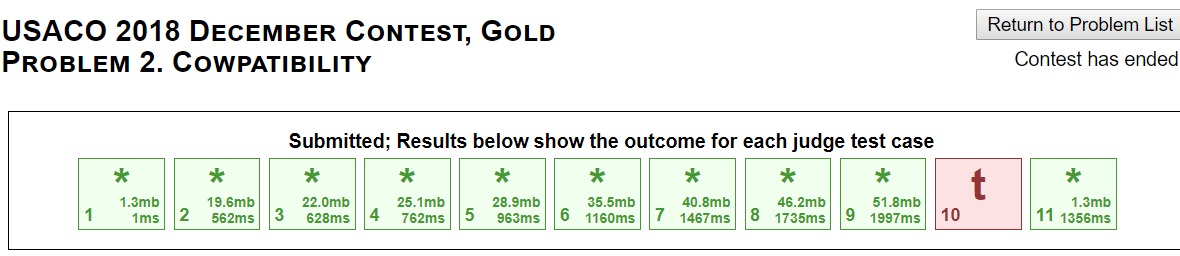 USACO 2018 December Contest, Gold
Problem 2. Cowpatibility
Return to Problem List
Contest has ended
Submitted; Results below show the outcome for each judge test case
* * * * * * * * * t *
1.3mb 19.6mb 22.0mb 25.1mb 28.9mb 35.5mb 40.8mb 46.2mb 51.8mb 1.3mb
1 1ms 2 562ms 3 628ms 4 762ms 5 963ms 6 1160ms 7 1467ms 8 1735ms 9 1997ms 10 11 1356ms